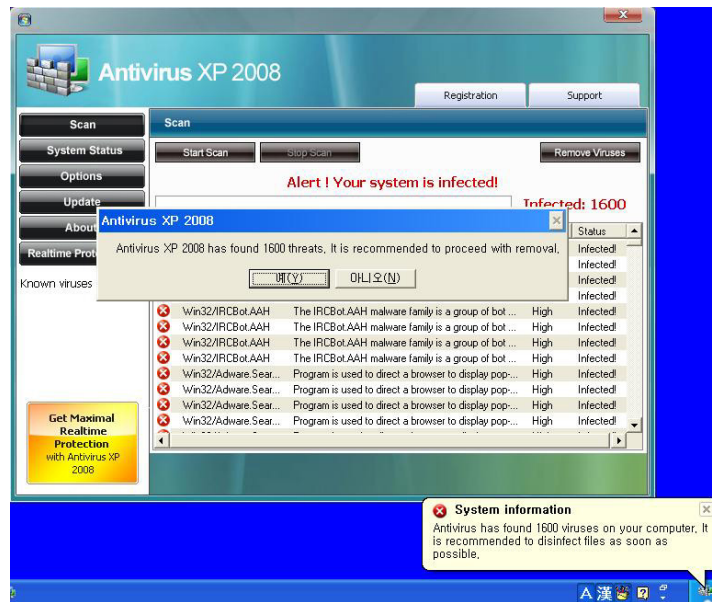 Antivirus XP 2008
Registration
Support
Scan
System Status
Options
Update
About
Realtime Prot
Known viruses
Get Maximal
Realtime
Protection
with Antivirus XP
2008
Scan
Start Scan
Stop Scan
Remove Viruses
Alert ! Your system is infected!
Infected: 1600
Status
Infected!
Infected!
Infected!
Infected!
Antivirus XP 2008
Antivirus XP 2008 has found 1600 threats. It is recommended to proceed with removal.
예(Y)
아니오(N)
Win32/IRCBot.AAH The IRCBot.AAH malware family is a group of bot ... High Infected!
Win32/IRCBot.AAH The IRCBot.AAH malware family is a group of bot ... High Infected!
Win32/IRCBot.AAH The IRCBot.AAH malware family is a group of bot ... High Infected!
Win32/IRCBot.AAH The IRCBot.AAH malware family is a group of bot ... High Infected!
Win32/Adware.Sear... Program is used to direct a browser to display pop-... High Infected!
Win32/Adware.Sear... Program is used to direct a browser to display pop-... High Infected!
Win32/Adware.Sear... Program is used to direct a browser to display pop-... High Infected!
Win32/Adware.Sear... Program is used to direct a browser to display pop-... High Infected!
System information
Antivirus has found 1600 viruses on your computer. It
is recommended to disinfect files as soon as
possible.
A 漢